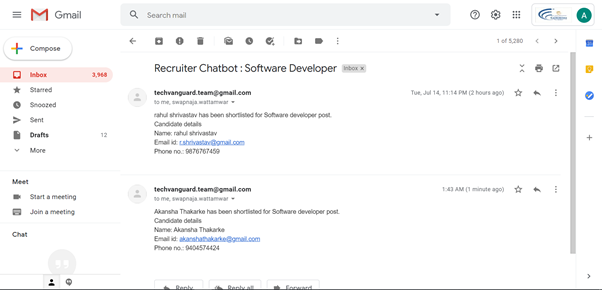 Gmail
Search mail
A
Compose
1 of 5,280
Inbox 3,968
Starred
Snoozed
Sent
Drafts 12
More
Meet
Start a meeting
Join a meeting
Chat
Recruiter Chatbot : Software Developer Inbox x
techvanguard.team@gmail.com Tue, Jul 14, 11:14 PM (2 hours ago)
to me, swapnaja.wattamwar
rahul shrivastav has been shortlisted for Software developer post.
Candidate details
Name: rahul shrivastav
Email id: r.shrivastav@gmail.com
Phone no.: 9876767459
techvanguard.team@gmail.com 1:43 AM (1 minute ago)
to me, swapnaja.wattamwar
Akansha Thakarke has been shortlisted for Software developer post.
Candidate details
Name: Akansha Thakarke
Email id: akanshathakarke@gmail.com
Phone no.: 9404574424
Reply Reply all Forward